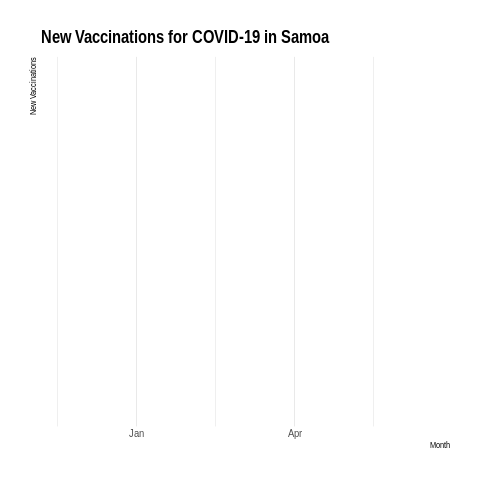 New Vaccinations for COVID-19 in Samoa
New Vaccinations
Jan
Apr
Month